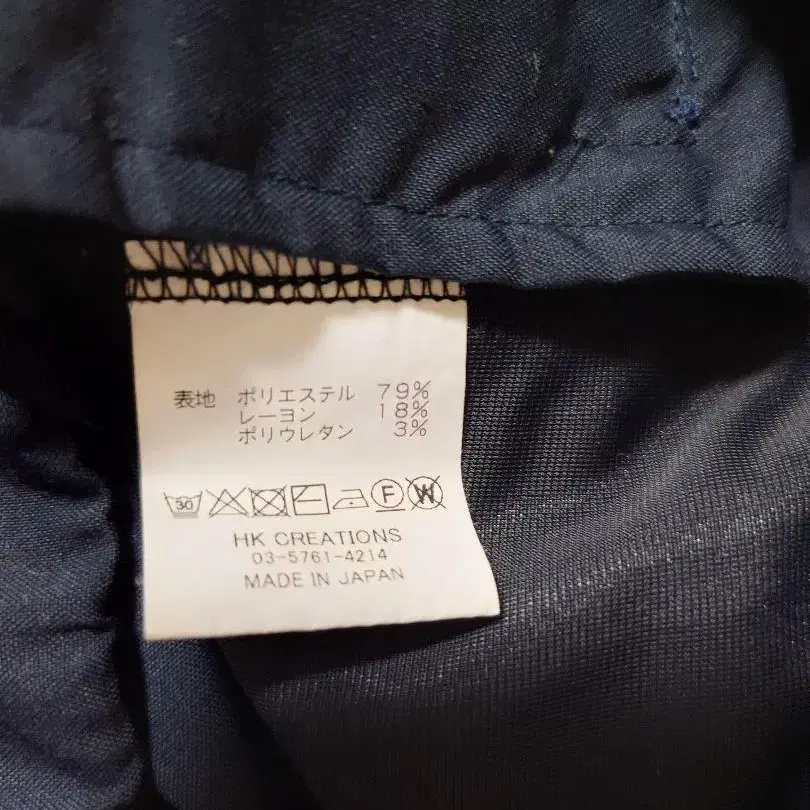 表地 ポリエステル 79%
レーヨン 18%
ポリウレタン 3%
30 F W
HK CREATIONS
03-5761-4214
MADE IN JAPAN